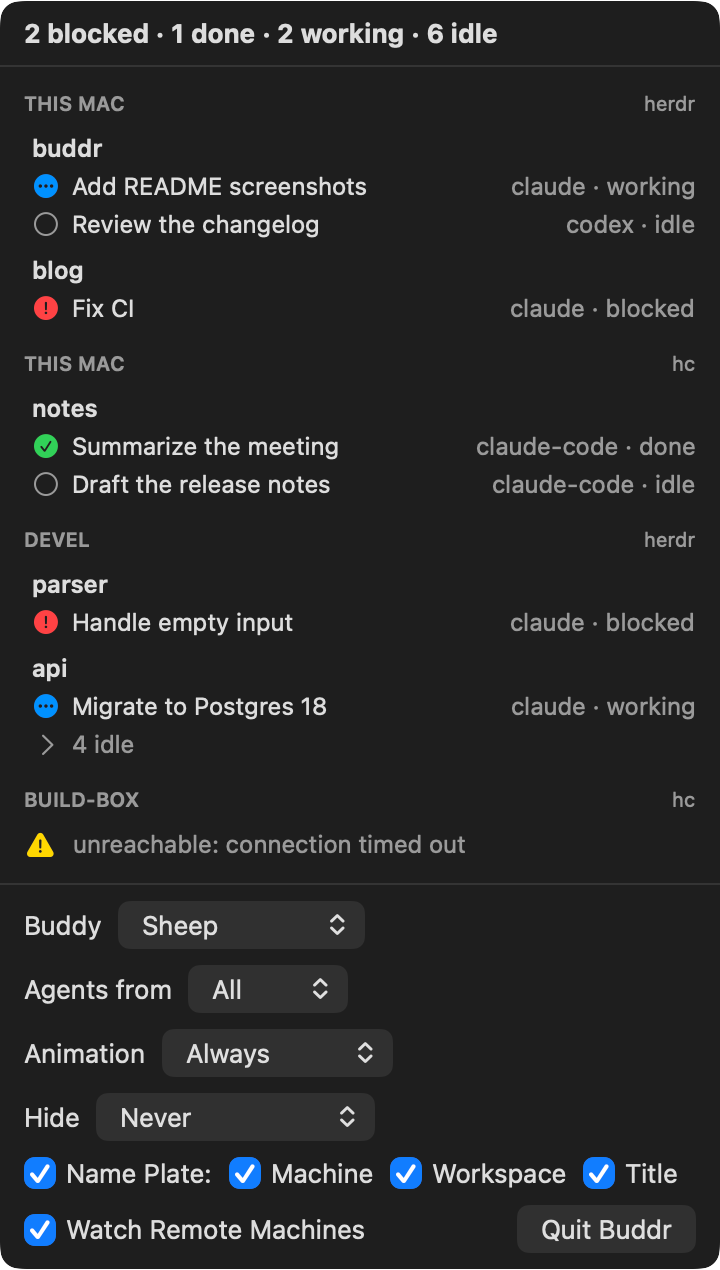 2 blocked · 1 done · 2 working · 6 idle
THIS MAC herdr
buddr
Add README screenshots claude · working
Review the changelog codex · idle
blog
Fix CI claude · blocked
THIS MAC hc
notes
Summarize the meeting claude-code · done
Draft the release notes claude-code · idle
DEVEL herdr
parser
Handle empty input claude · blocked
api
Migrate to Postgres 18 claude · working
4 idle
BUILD-BOX hc
unreachable: connection timed out
Buddy Sheep
Agents from All
Animation Always
Hide Never
Name Plate: Machine Workspace Title
Watch Remote Machines Quit Buddr